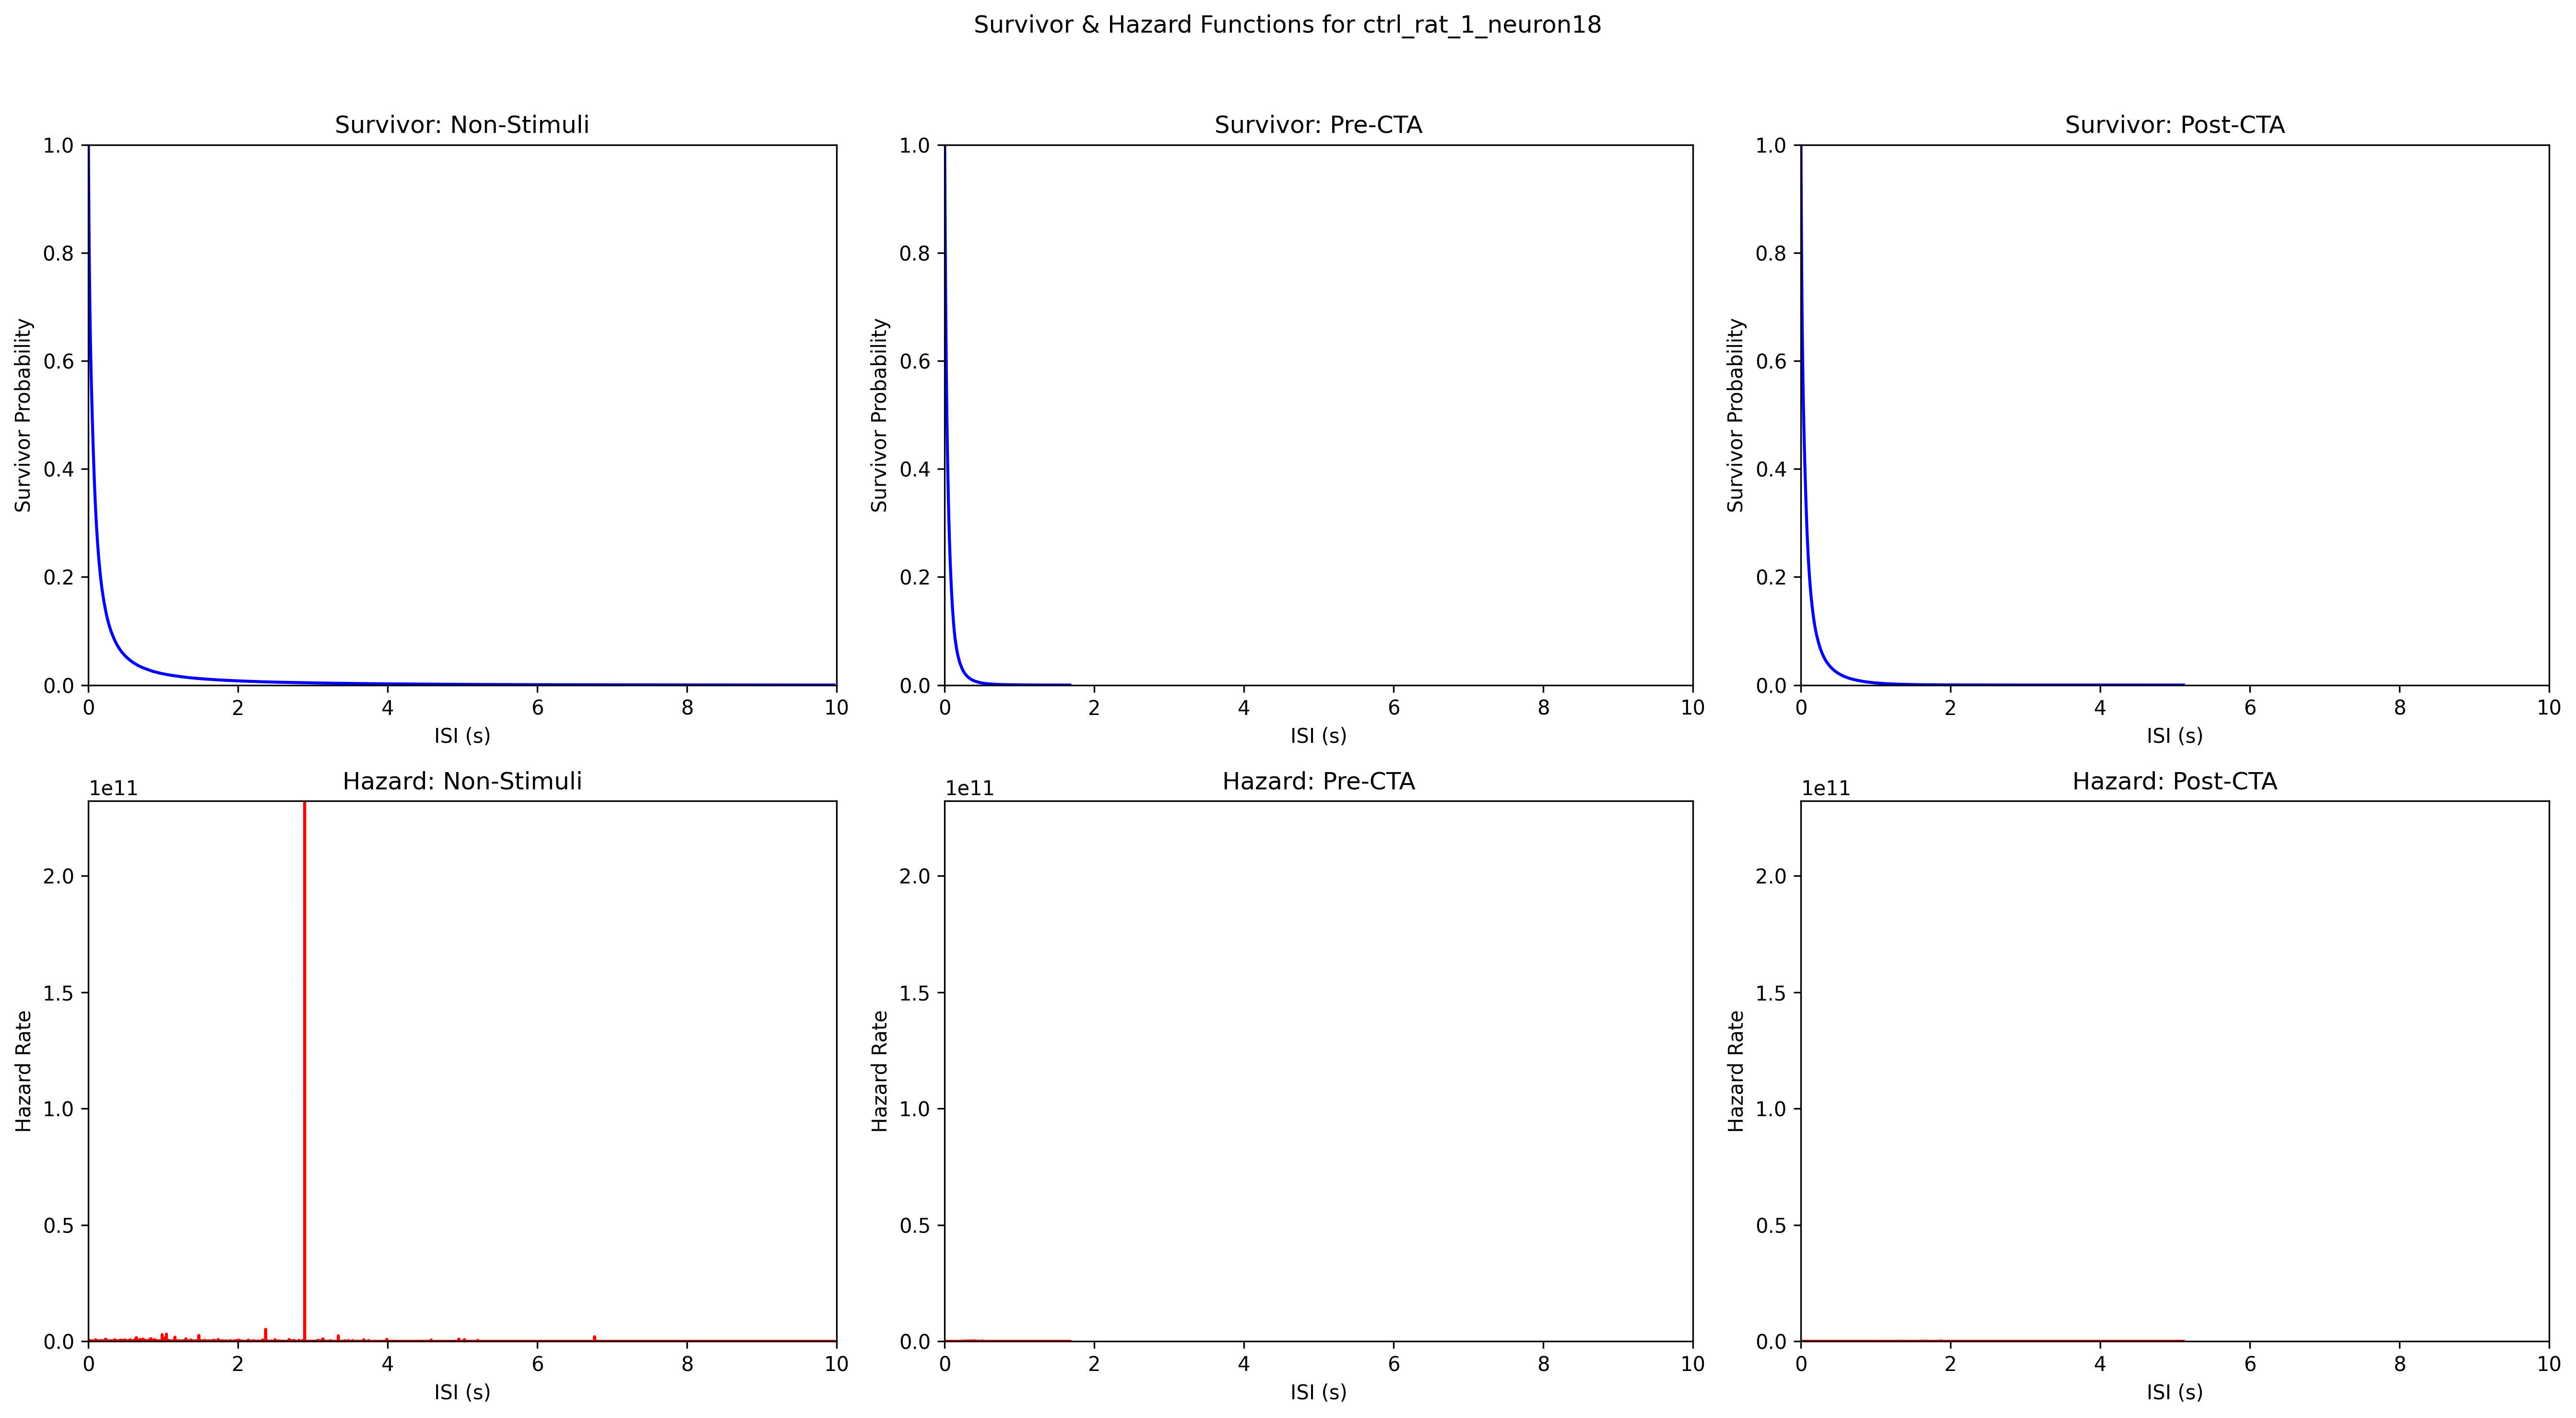 Survivor & Hazard Functions for ctrl_rat_1_neuron18
Survivor: Non-Stimuli
Survivor Probability
1.0
0.8
0.6
0.4
0.2
0.0
0 2 4 6 8 10
ISI (s)
Survivor: Pre-CTA
Survivor Probability
1.0
0.8
0.6
0.4
0.2
0.0
0 2 4 6 8 10
ISI (s)
Survivor: Post-CTA
Survivor Probability
1.0
0.8
0.6
0.4
0.2
0.0
0 2 4 6 8 10
ISI (s)
Hazard: Non-Stimuli
1e11
Hazard Rate
2.0
1.5
1.0
0.5
0.0
0 2 4 6 8 10
ISI (s)
Hazard: Pre-CTA
1e11
Hazard Rate
2.0
1.5
1.0
0.5
0.0
0 2 4 6 8 10
ISI (s)
Hazard: Post-CTA
1e11
Hazard Rate
2.0
1.5
1.0
0.5
0.0
0 2 4 6 8 10
ISI (s)